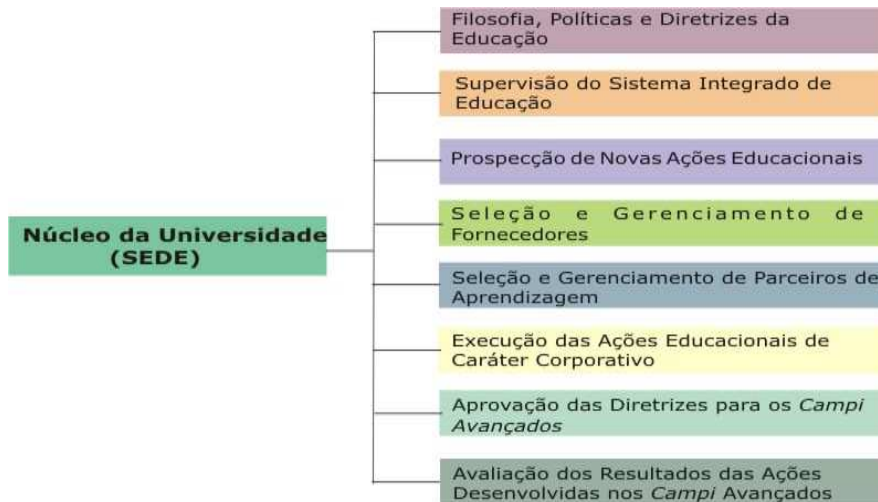 Núcleo da Universidade
(SEDE)
Filosofia, Políticas e Diretrizes da
Educação
Supervisão do Sistema Integrado de
Educação
Prospecção de Novas Ações Educacionais
Seleção e Gerenciamento de
Fornecedores
Seleção e Gerenciamento de Parceiros de
Aprendizagem
Execução das Ações Educacionais de
Caráter Corporativo
Aprovação das Diretrizes para os Campi
Avançados
Avaliação dos Resultados das Ações
Desenvolvidas nos Campi Avançados